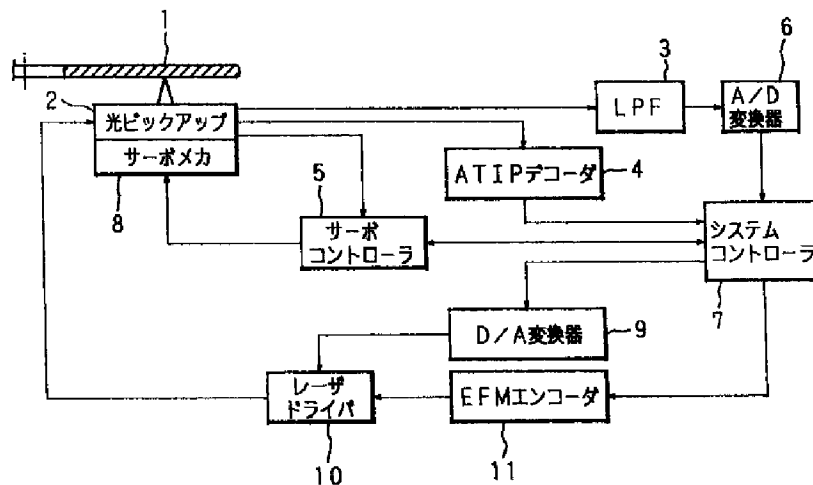 1
2
光ピックアップ
サーボメカ
8
3
LPF
6
A/D
変換器
ATIPデコーダ
4
5
サーボ
コントローラ
システム
コントローラ
7
D/A変換器
9
レーザ
ドライバ
10
EFMエンコーダ
11